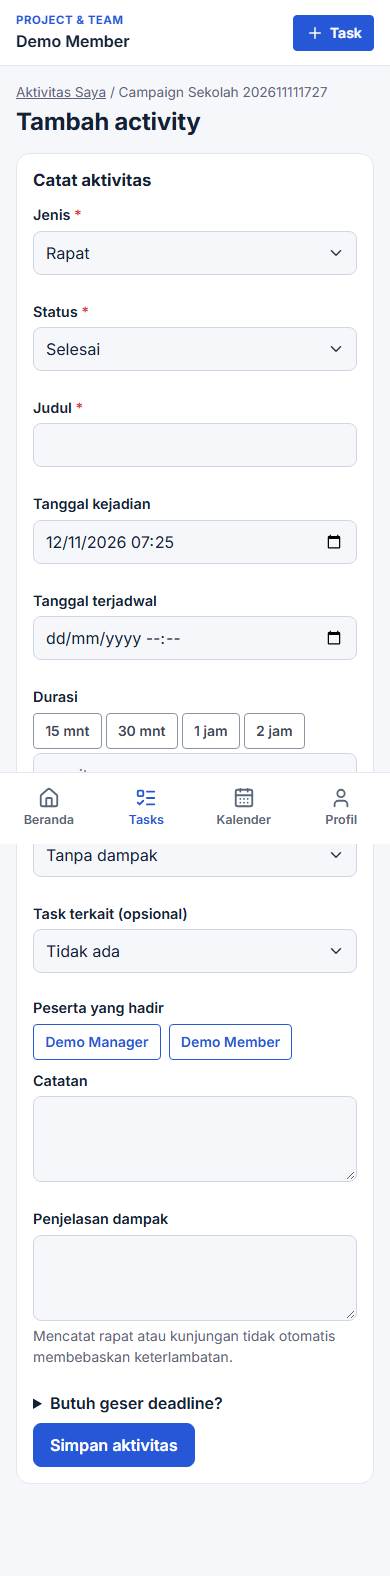 PROJECT & TEAM
Demo Member
+ Task
Aktivitas Saya / Campaign Sekolah 202611111727
Tambah activity
Catat aktivitas
Jenis *
Rapat
Status *
Selesai
Judul *
Tanggal kejadian
12/11/2026 07:25
Tanggal terjadwal
dd/mm/yyyy --:--
Durasi
15 mnt 30 mnt 1 jam 2 jam
Beranda Tasks Kalender Profil
Tanpa dampak
Task terkait (opsional)
Tidak ada
Peserta yang hadir
Demo Manager Demo Member
Catatan
Penjelasan dampak
Mencatat rapat atau kunjungan tidak otomatis
membebaskan keterlambatan.
Butuh geser deadline?
Simpan aktivitas